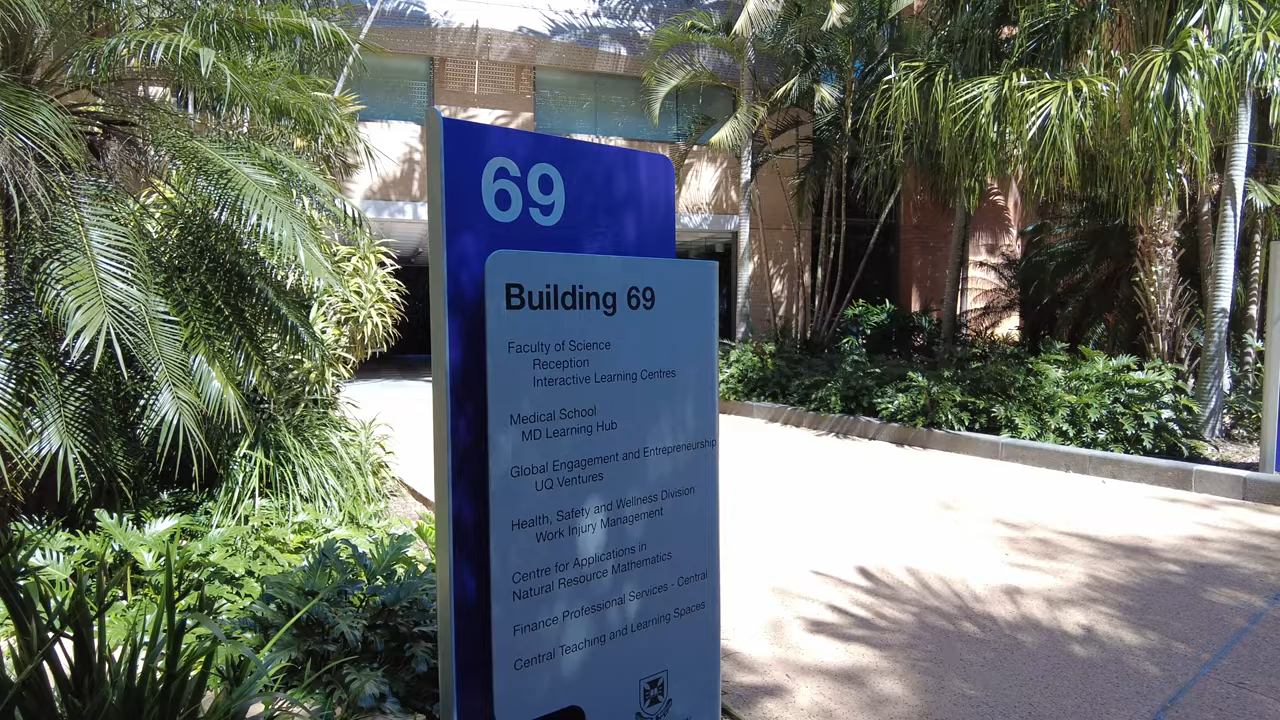 69
Building 69
Faculty of Science
Reception
Interactive Learning Centres
Medical School
MD Learning Hub
Global Engagement and Entrepreneurship
UQ Ventures
Health, Safety and Wellness Division
Work Injury Management
Centre for Applications in
Natural Resource Mathematics
Finance Professional Services - Central
Central Teaching and Learning Spaces